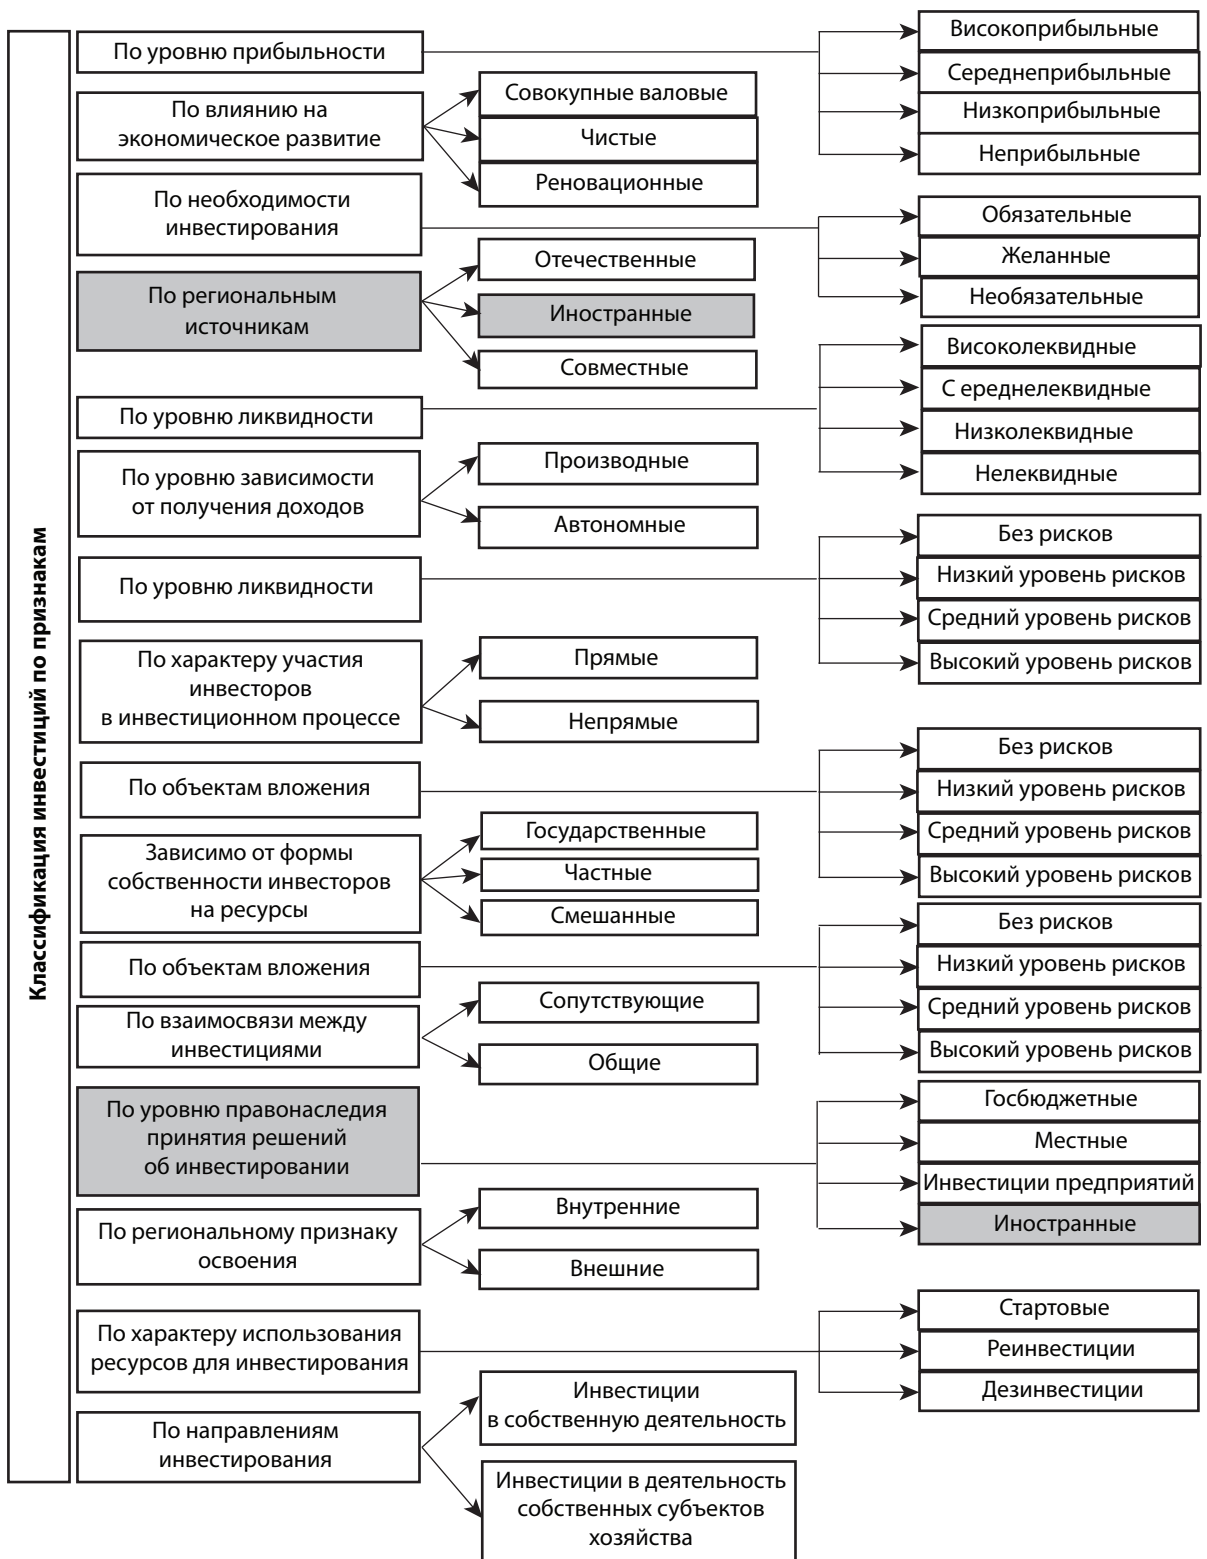 Классификация инвестиций по признакам
По уровню прибыльности
Високоприбыльные
Середнеприбыльные
Низкоприбыльные
Неприбыльные
По влиянию на
экономическое развитие
Совокупные валовые
Чистые
Реновационные
По необходимости
инвестирования
Обязательные
Желанные
Необязательные
По региональным
источникам
Отечественные
Иностранные
Совместные
По уровню ликвидности
Високолеквидные
С ереднелеквидные
Низколеквидные
Нелеквидные
По уровню зависимости
от получения доходов
Производные
Автономные
По уровню ликвидности
Без рисков
Низкий уровень рисков
Средний уровень рисков
Высокий уровень рисков
По характеру участия
инвесторов
в инвестиционном процессе
Прямые
Непрямые
По объектам вложения
Без рисков
Низкий уровень рисков
Средний уровень рисков
Высокий уровень рисков
Зависимо от формы
собственности инвесторов
на ресурсы
Государственные
Частные
Смешанные
По объектам вложения
Без рисков
Низкий уровень рисков
Средний уровень рисков
Высокий уровень рисков
По взаимосвязи между
инвестициями
Сопутствующие
Общие
По уровню правонаследия
принятия решений
об инвестировании
Госбюджетные
Местные
Инвестиции предприятий
Иностранные
По региональному признаку
освоения
Внутренние
Внешние
По характеру использования
ресурсов для инвестирования
Стартовые
Реинвестиции
Дезинвестиции
По направлениям
инвестирования
Инвестиции
в собственную деятельность
Инвестиции в деятельность
собственных субъектов
хозяйства